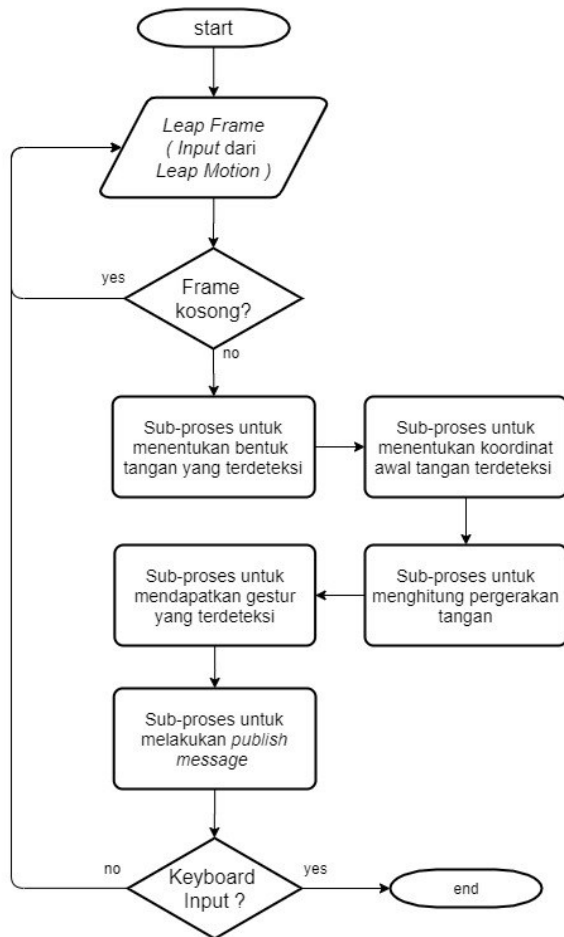 start
Leap Frame
( Input dari
Leap Motion )
yes
Frame
kosong?
no
Sub-proses untuk
menentukan bentuk
tangan yang terdeteksi
Sub-proses untuk
menentukan koordinat
awal tangan terdeteksi
Sub-proses untuk
menghitung pergerakan
tangan
Sub-proses untuk
mendapatkan gestur
yang terdeteksi
Sub-proses untuk
melakukan publish
message
no
Keyboard
Input ?
yes
end